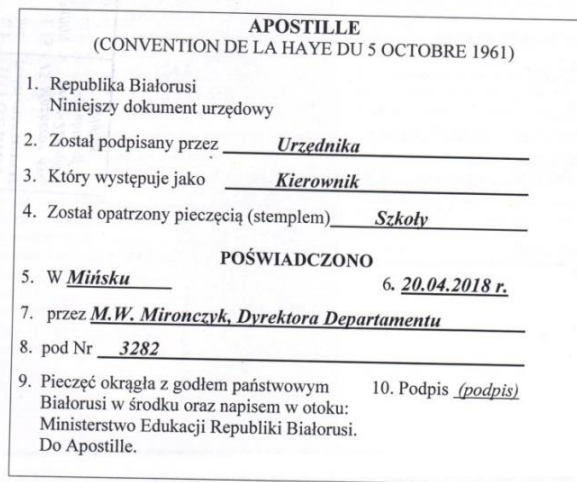 APOSTILLE
(CONVENTION DE LA HAYE DU 5 OCTOBRE 1961)
1. Republika Białorusi
Niniejszy dokument urzędowy
2. Został podpisany przez Urzędnika
3. Który występuje jako Kierownik
4. Został opatrzony pieczęcią (stemplem) Szkoły
POŚWIADCZONO
5. W Mińsku 6. 20.04.2018 r.
7. przez M.W. Mironczyk, Dyrektora Departamentu
8. pod Nr 3282
9. Pieczęć okrągła z godłem państwowym 10. Podpis (podpis)
Białorusi w środku oraz napisem w otoku:
Ministerstwo Edukacji Republiki Białorusi.
Do Apostille.